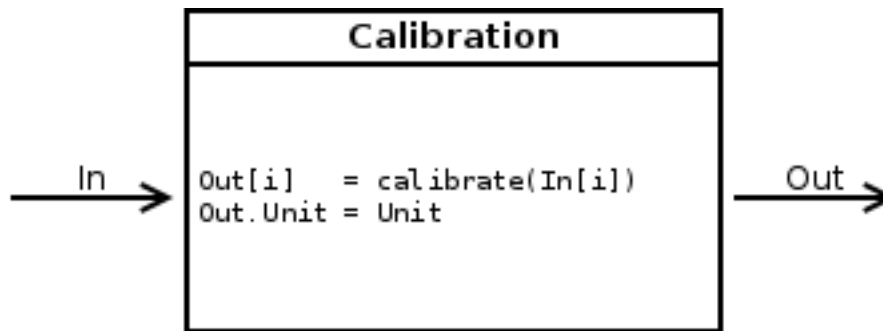 Calibration
In
Out[i]   = calibrate(In[i])
Out.Unit = Unit
Out